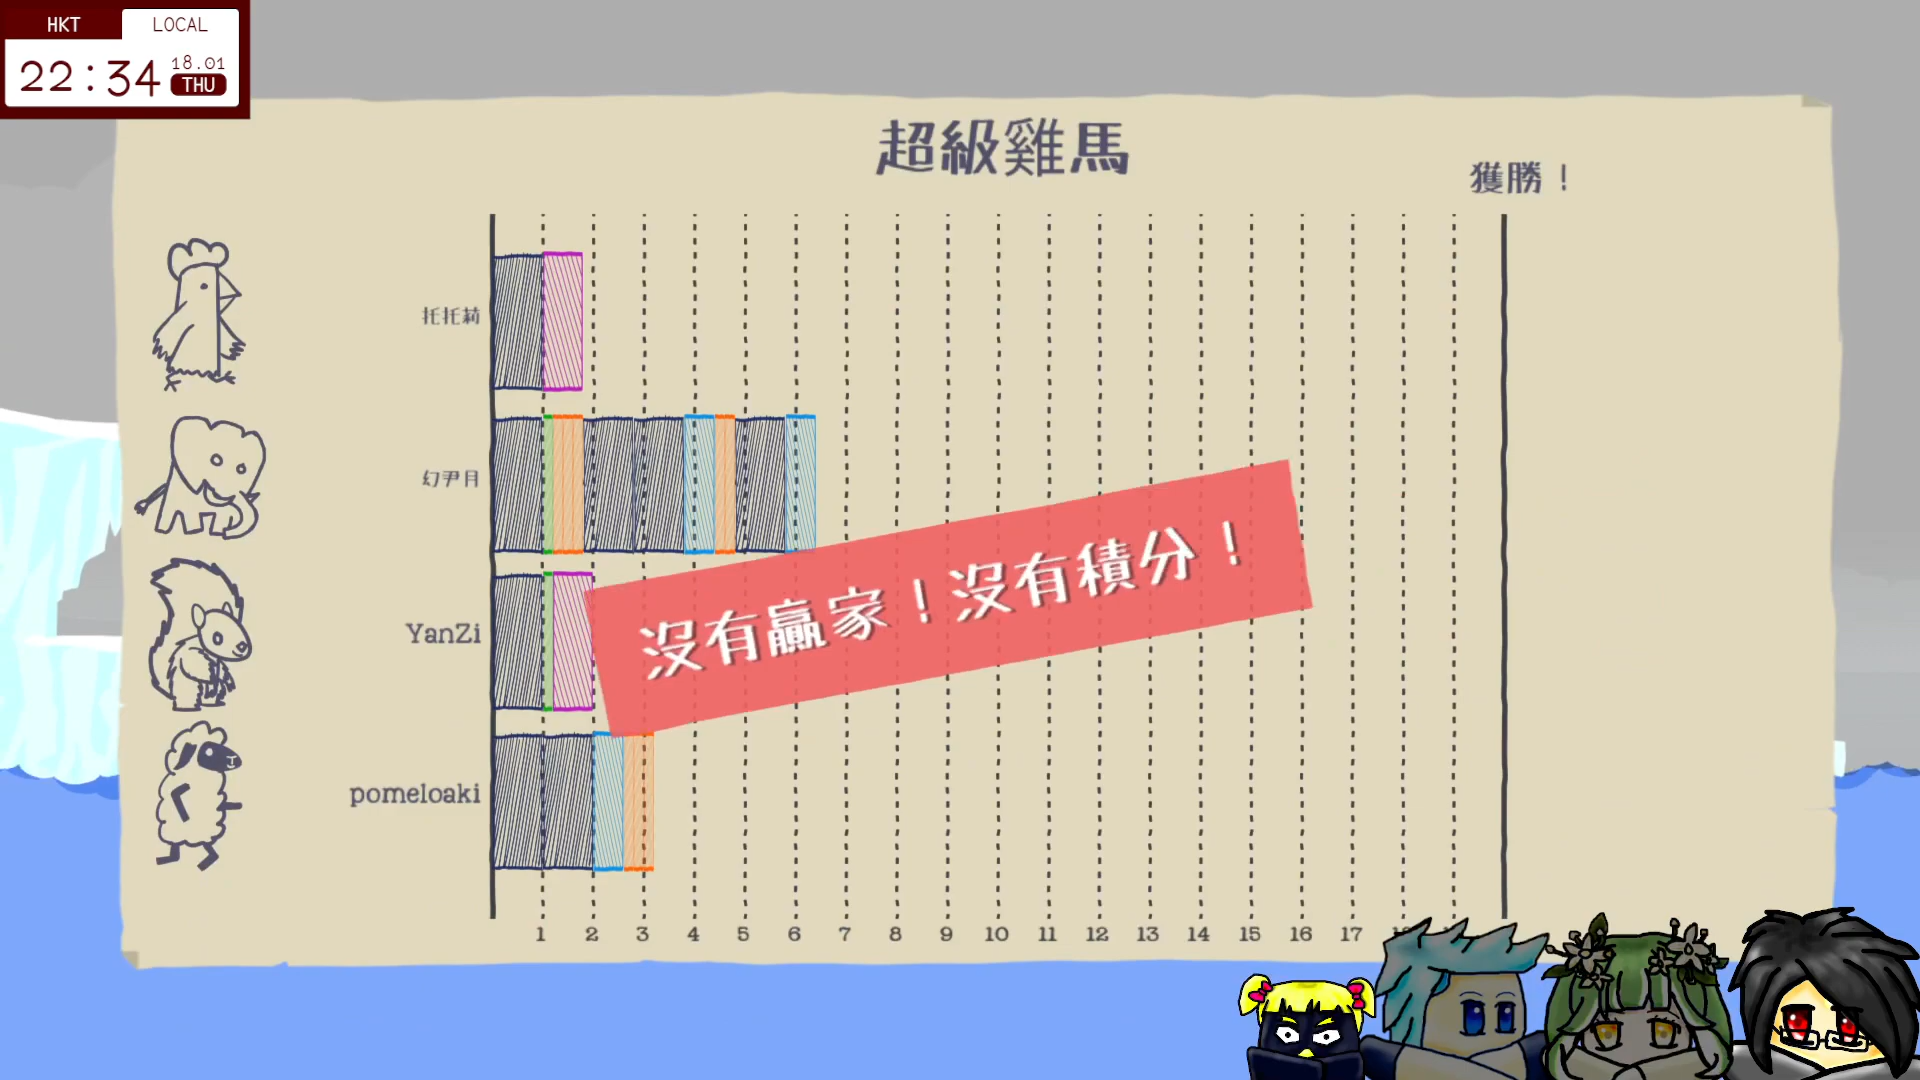 HKT LOCAL
22:34 18.01 THU
超級雞馬
獲勝！
托托莉
幻尹月
YanZi
pomeloaki
沒有贏家！沒有積分！
1 2 3 4 5 6 7 8 9 10 11 12 13 14 15 16 17